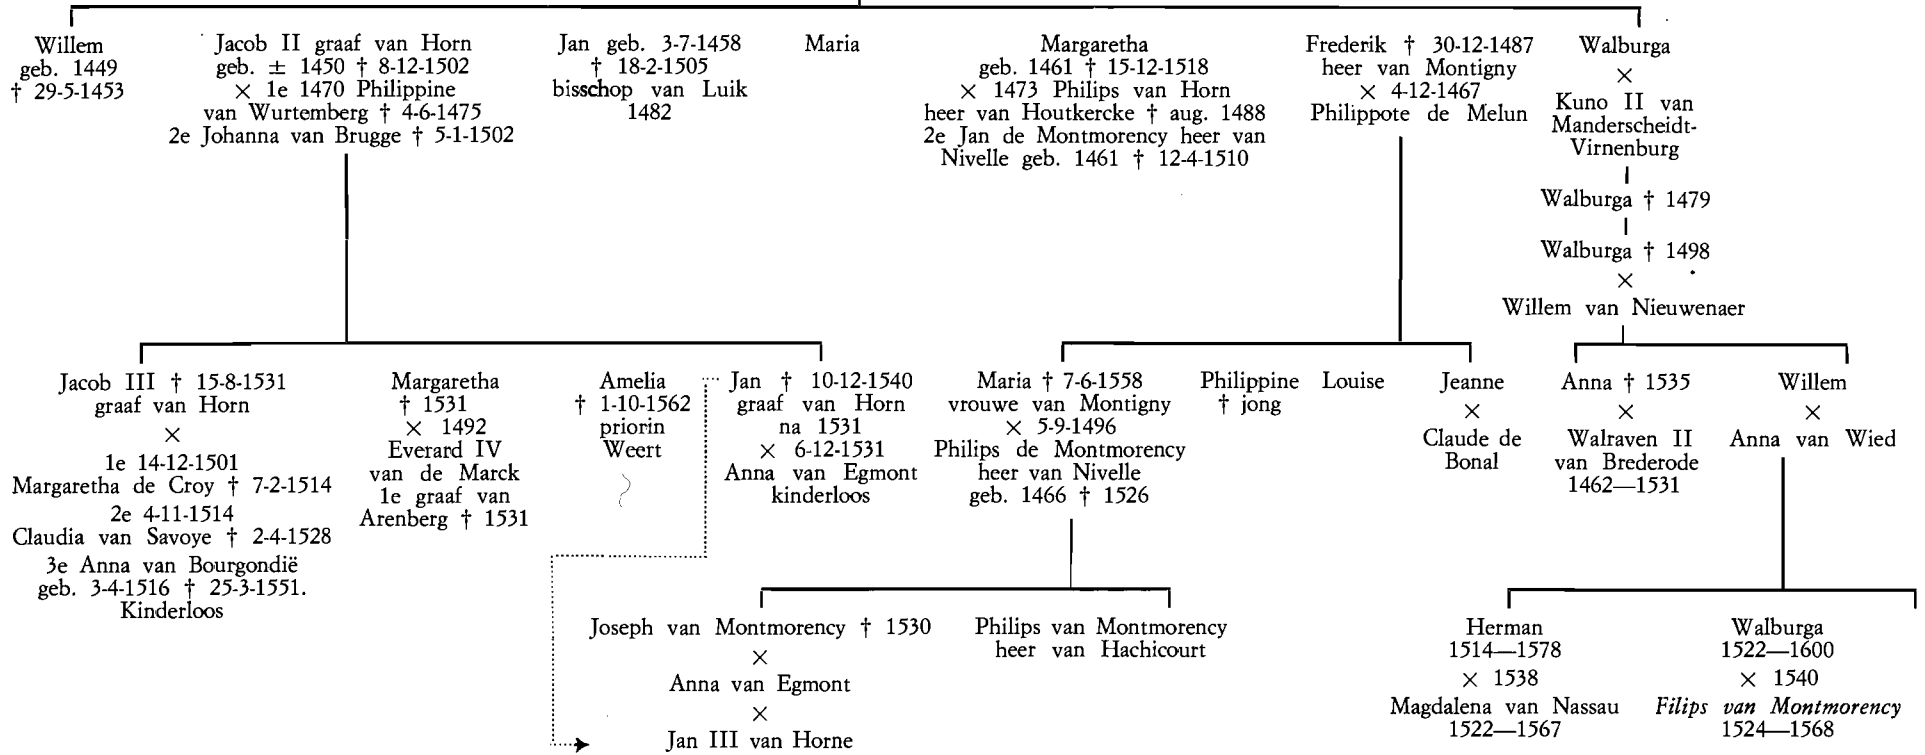 Willem
geb. 1449
† 29-5-1453
Jacob II graaf van Horn
geb. ± 1450 † 8-12-1502
× 1e 1470 Philippine
van Wurtemberg † 4-6-1475
2e Johanna van Brugge † 5-1-1502
Jan geb. 3-7-1458
† 18-2-1505
bisschop van Luik
1482
Maria
Margaretha
geb. 1461 † 15-12-1518
× 1473 Philips van Horn
heer van Houtkercke † aug. 1488
2e Jan de Montmorency heer van
Nivelle geb. 1461 † 12-4-1510
Frederik † 30-12-1487
heer van Montigny
× 4-12-1467
Philippote de Melun
Walburga
×
Kuno II van
Manderscheidt-
Virnenburg
Walburga † 1479
Walburga † 1498
×
Willem van Nieuwenaer
Jacob III † 15-8-1531
graaf van Horn
×
1e 14-12-1501
Margaretha de Croy † 7-2-1514
2e 4-11-1514
Claudia van Savoye † 2-4-1528
3e Anna van Bourgondië
geb. 3-4-1516 † 25-3-1551.
Kinderloos
Margaretha
† 1531
× 1492
Everard IV
van de Marck
1e graaf van
Arenberg † 1531
Amelia
† 1-10-1562
priorin
Weert
Jan † 10-12-1540
graaf van Horn
na 1531
× 6-12-1531
Anna van Egmont
kinderloos
Maria † 7-6-1558
vrouwe van Montigny
× 5-9-1496
Philips de Montmorency
heer van Nivelle
geb. 1466 † 1526
Philippine
† jong
Louise
Jeanne
×
Claude de
Bonal
Anna † 1535
×
Walraven II
van Brederode
1462—1531
Willem
×
Anna van Wied
Joseph van Montmorency † 1530
×
Anna van Egmont
×
Jan III van Horne
Philips van Montmorency
heer van Hachicourt
Herman
1514—1578
× 1538
Magdalena van Nassau
1522—1567
Walburga
1522—1600
× 1540
Filips van Montmorency
1524—1568